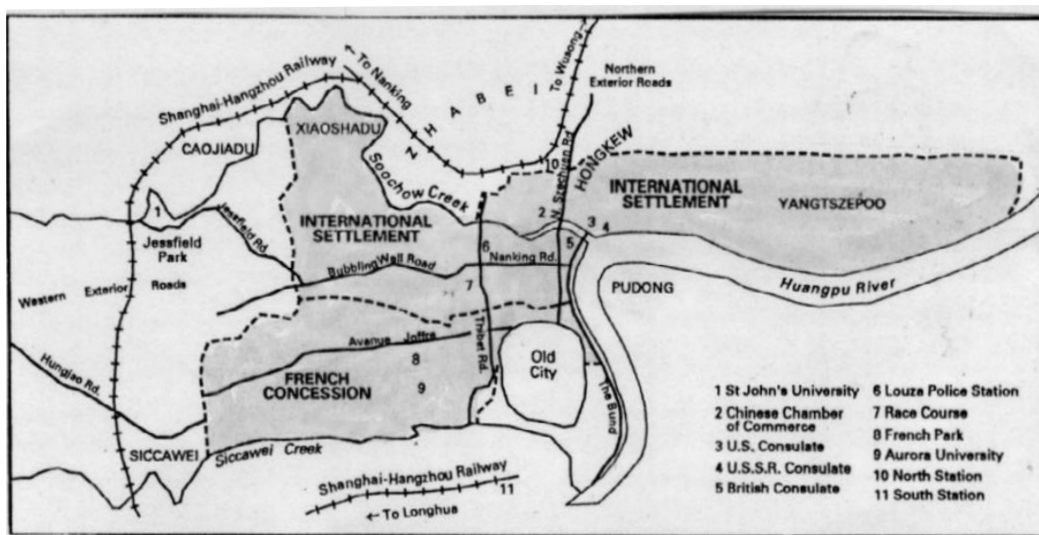 Shanghai-Hangzhou Railway
To Nanking
ZHABEI
To Wusong
Northern
Exterior Roads
XIAOSHADU
CAOJIADU
Soochow Creek
10
N. Szechuan Rd.
HONGKEW
INTERNATIONAL
SETTLEMENT
YANGTSZEPOO
1
Jessfield
Park
Jessfield Rd.
INTERNATIONAL
SETTLEMENT
2
3
4
5
6
Nanking Rd.
Bubbling Wall Road
7
PUDONG
Huangpu River
Western Exterior Roads
Thibet Rd.
Avenue Joffre
8
Old
City
Hungjao Rd.
FRENCH
CONCESSION
9
The Bund
SICCAWEI
Siccawei Creek
Shanghai-Hangzhou Railway
11
To Longhua
1 St John's University
2 Chinese Chamber
of Commerce
3 U.S. Consulate
4 U.S.S.R. Consulate
5 British Consulate
6 Louza Police Station
7 Race Course
8 French Park
9 Aurora University
10 North Station
11 South Station